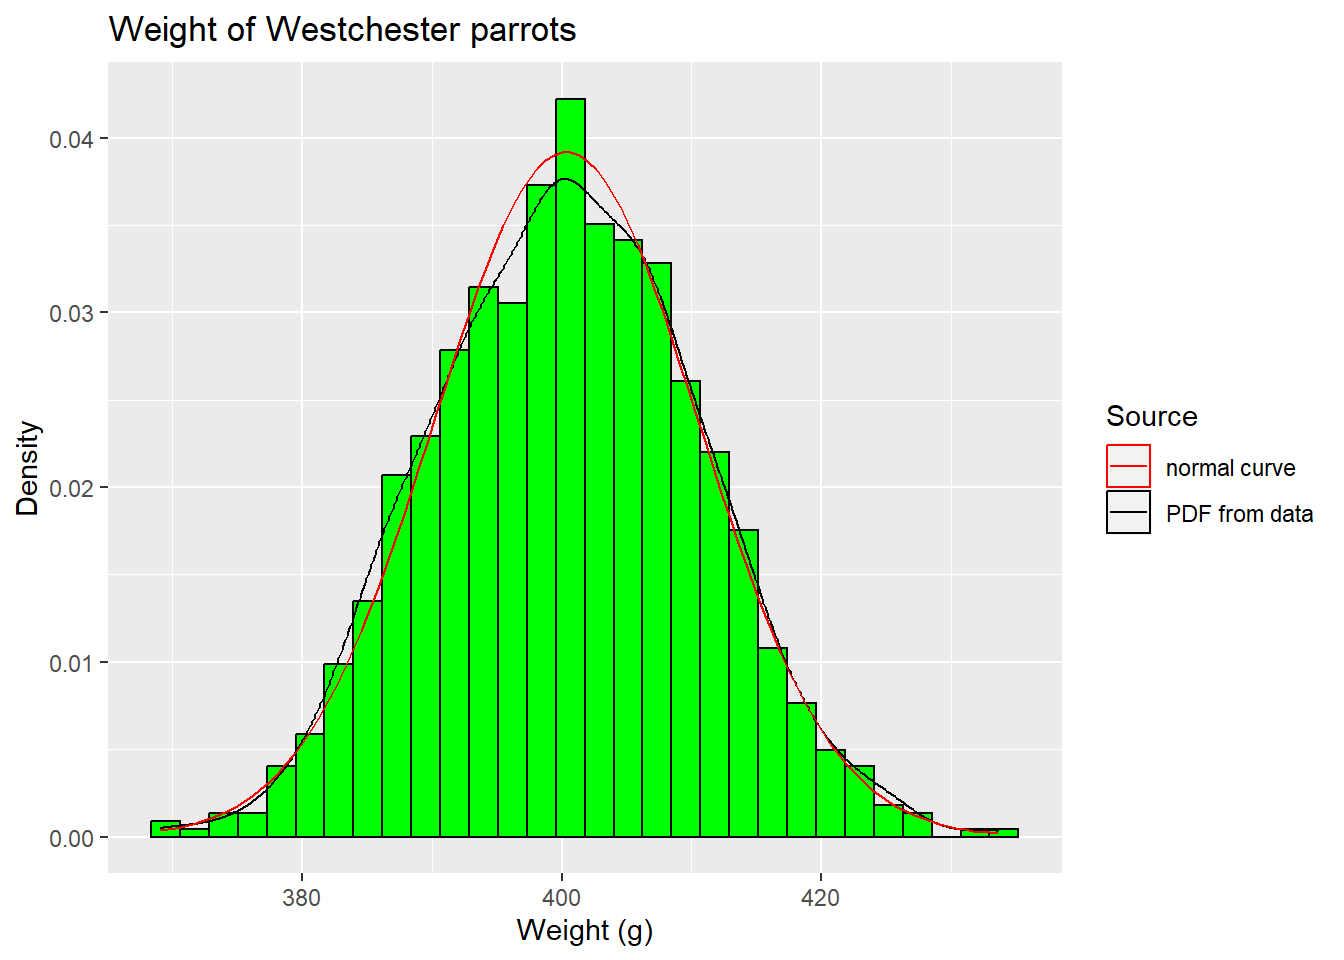 Weight of Westchester parrots
0.04
0.03
0.02
0.01
0.00
Density
380
400
420
Weight (g)
Source
normal curve
PDF from data